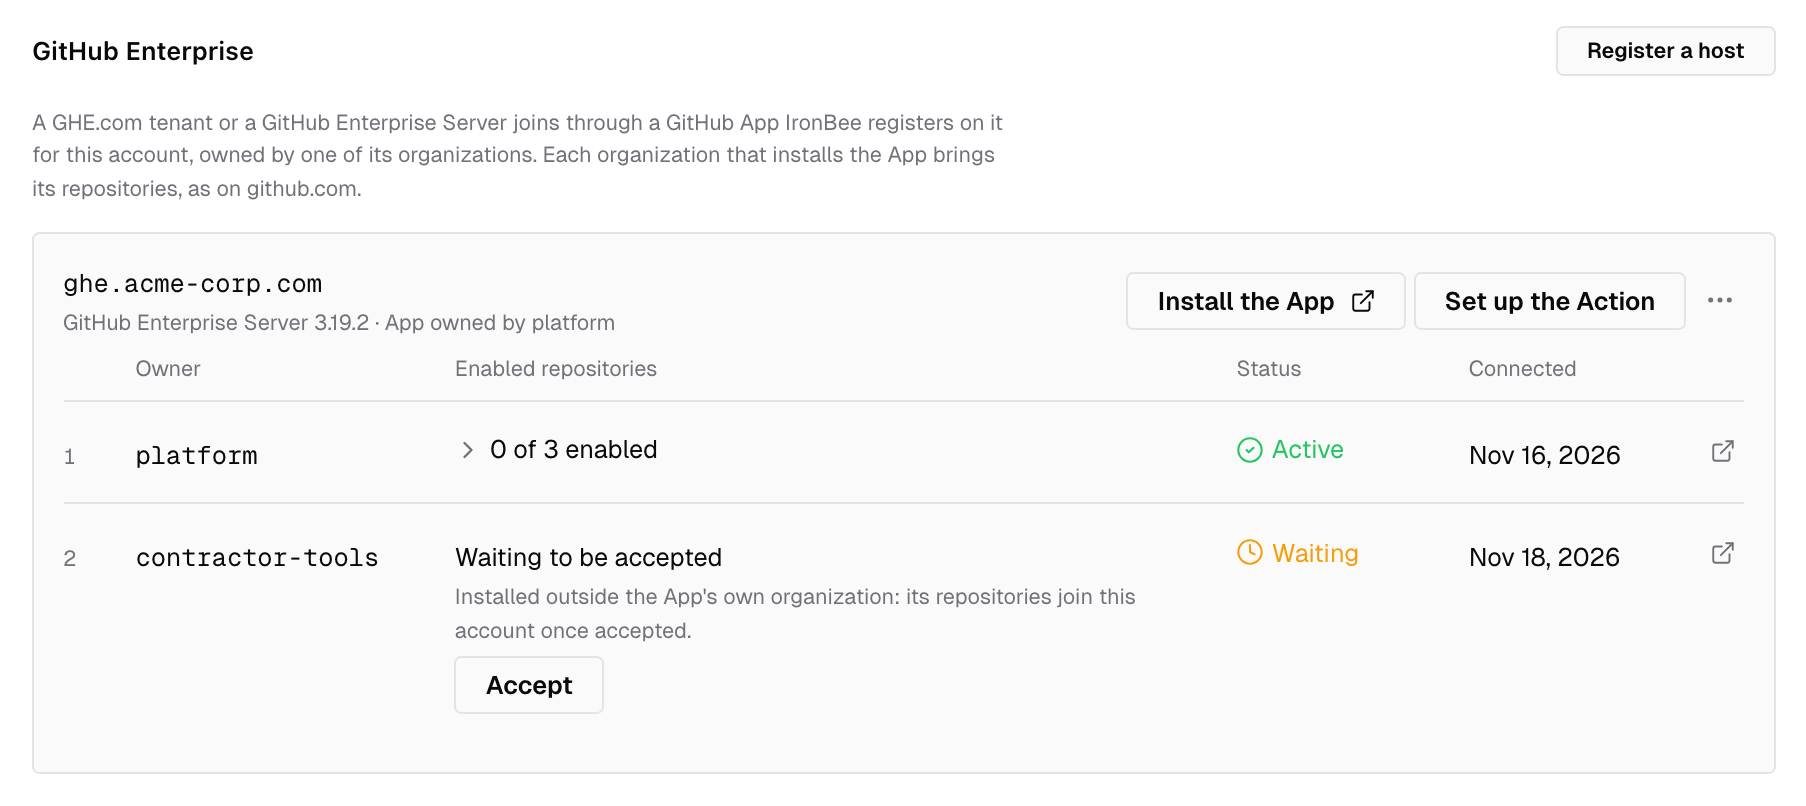 GitHub Enterprise
Register a host
A GHE.com tenant or a GitHub Enterprise Server joins through a GitHub App IronBee registers on it
for this account, owned by one of its organizations. Each organization that installs the App brings
its repositories, as on github.com.
ghe.acme-corp.com
GitHub Enterprise Server 3.19.2 · App owned by platform
Install the App
Set up the Action
Owner Enabled repositories Status Connected
1 platform 0 of 3 enabled Active Nov 16, 2026
2 contractor-tools Waiting to be accepted Waiting Nov 18, 2026
Installed outside the App's own organization: its repositories join this
account once accepted.
Accept